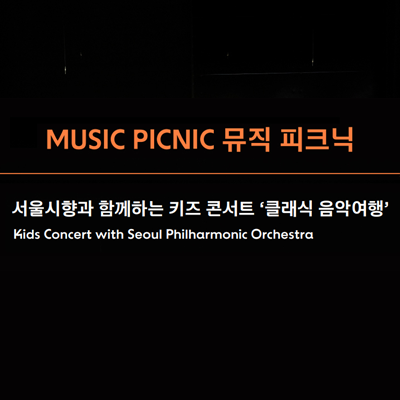 MUSIC PICNIC 뮤직 피크닉
서울시향과 함께하는 키즈 콘서트 ‘클래식 음악여행’
Kids Concert with Seoul Philharmonic Orchestra